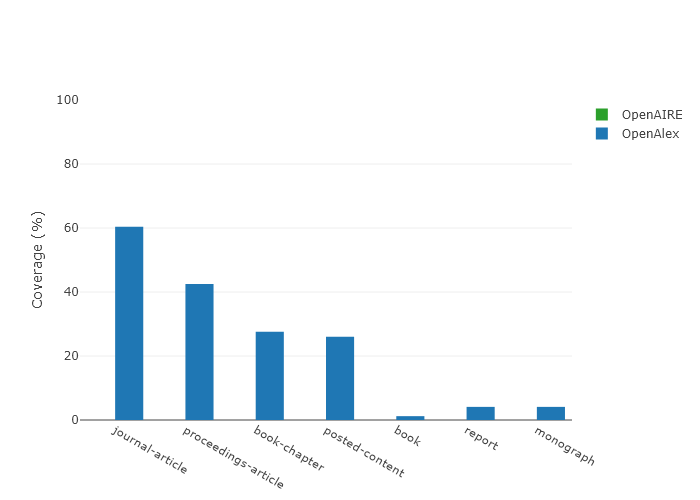 100
80
60
40
20
0
Coverage (%)
journal-article
proceedings-article
book-chapter
posted-content
book
report
monograph
OpenAIRE
OpenAlex